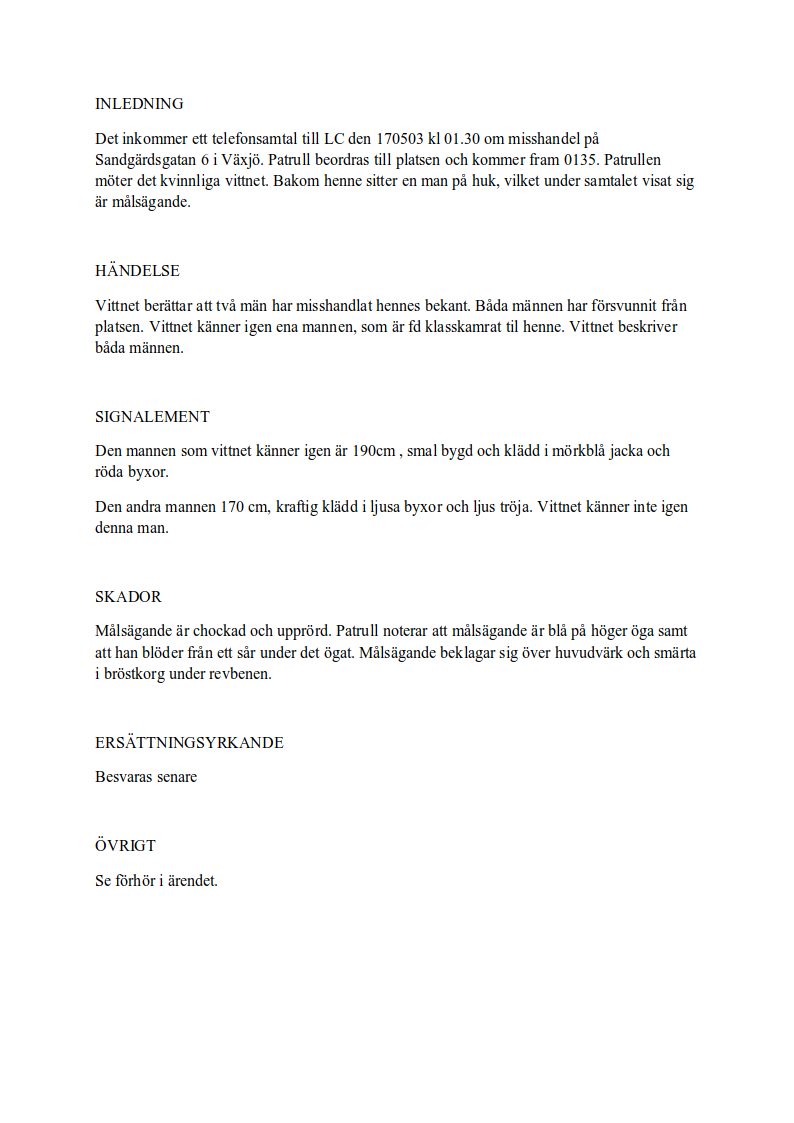 INLEDNING
Det inkommer ett telefonsamtal till LC den 170503 kl 01.30 om misshandel på
Sandgärdsgatan 6 i Växjö. Patrull beordras till platsen och kommer fram 0135. Patrullen
möter det kvinnliga vittnet. Bakom henne sitter en man på huk, vilket under samtalet visat sig
är målsägande.
HÄNDELSE
Vittnet berättar att två män har misshandlat hennes bekant. Båda männen har försvunnit från
platsen. Vittnet känner igen ena mannen, som är fd klasskamrat til henne. Vittnet beskriver
båda männen.
SIGNALEMENT
Den mannen som vittnet känner igen är 190cm , smal bygd och klädd i mörkblå jacka och
röda byxor.
Den andra mannen 170 cm, kraftig klädd i ljusa byxor och ljus tröja. Vittnet känner inte igen
denna man.
SKADOR
Målsägande är chockad och upprörd. Patrull noterar att målsägande är blå på höger öga samt
att han blöder från ett sår under det ögat. Målsägande beklagar sig över huvudvärk och smärta
i bröstkorg under revbenen.
ERSÄTTNINGSYRKANDE
Besvaras senare
ÖVRIGT
Se förhör i ärendet.